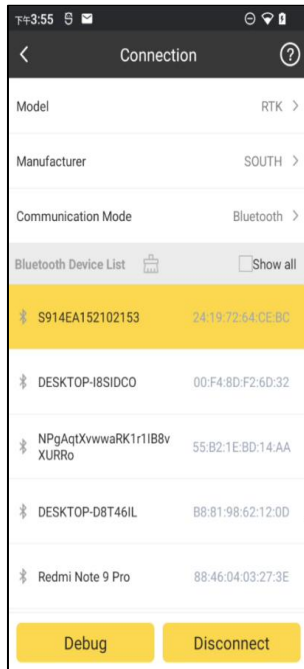 下午3:55
Connection
Model RTK
Manufacturer SOUTH
Communication Mode Bluetooth
Bluetooth Device List Show all
S914EA152102153 24:19:72:64:CE:BC
DESKTOP-I8SIDCO 00:F4:8D:F2:6D:32
NPgAqtXvwwaRK1r1IB8v
XURRo 55:B2:1E:BD:14:AA
DESKTOP-D8T46IL B8:81:98:62:12:0D
Redmi Note 9 Pro 88:46:04:03:27:3E
Debug Disconnect